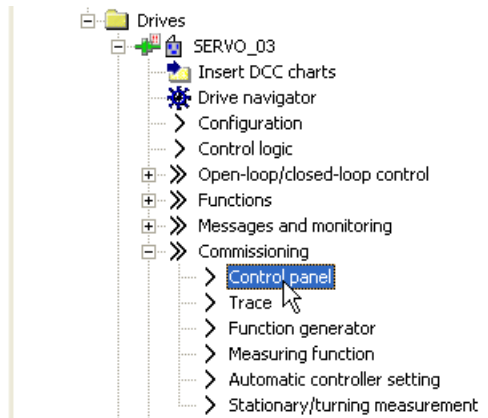 Drives
SERVO_03
Insert DCC charts
Drive navigator
Configuration
Control logic
Open-loop/closed-loop control
Functions
Messages and monitoring
Commissioning
Control panel
Trace
Function generator
Measuring function
Automatic controller setting
Stationary/turning measurement